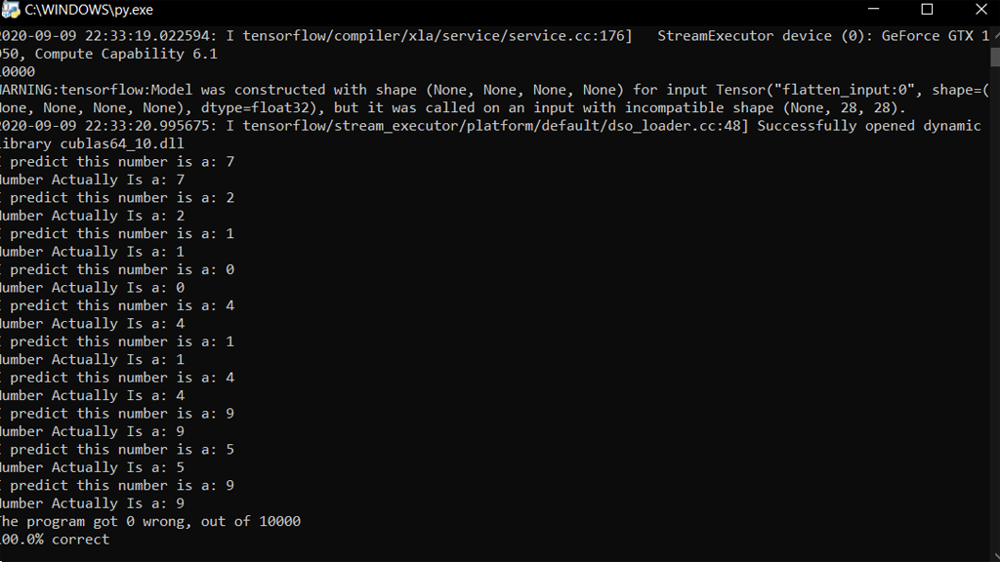 C:\WINDOWS\py.exe
2020-09-09 22:33:19.022594: I tensorflow/compiler/xla/service/service.cc:176]   StreamExecutor device (0): GeForce GTX 1
050, Compute Capability 6.1
10000
WARNING:tensorflow:Model was constructed with shape (None, None, None, None) for input Tensor("flatten_input:0", shape=(
None, None, None, None), dtype=float32), but it was called on an input with incompatible shape (None, 28, 28).
2020-09-09 22:33:20.995675: I tensorflow/stream_executor/platform/default/dso_loader.cc:48] Successfully opened dynamic
library cublas64_10.dll
I predict this number is a: 7
Number Actually Is a: 7
I predict this number is a: 2
Number Actually Is a: 2
I predict this number is a: 1
Number Actually Is a: 1
I predict this number is a: 0
Number Actually Is a: 0
I predict this number is a: 4
Number Actually Is a: 4
I predict this number is a: 1
Number Actually Is a: 1
I predict this number is a: 4
Number Actually Is a: 4
I predict this number is a: 9
Number Actually Is a: 9
I predict this number is a: 5
Number Actually Is a: 5
I predict this number is a: 9
Number Actually Is a: 9
The program got 0 wrong, out of 10000
100.0% correct